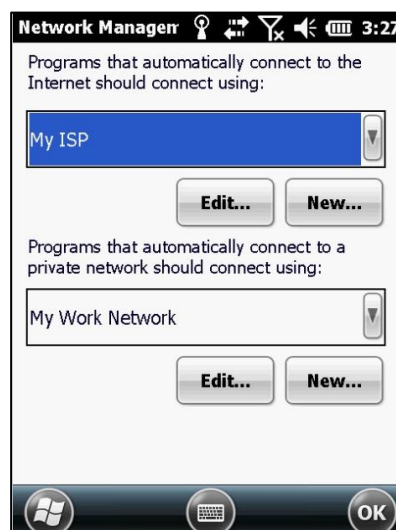 Network Managem 3:27
Programs that automatically connect to the
Internet should connect using:
My ISP
Edit... New...
Programs that automatically connect to a
private network should connect using:
My Work Network
Edit... New...
OK